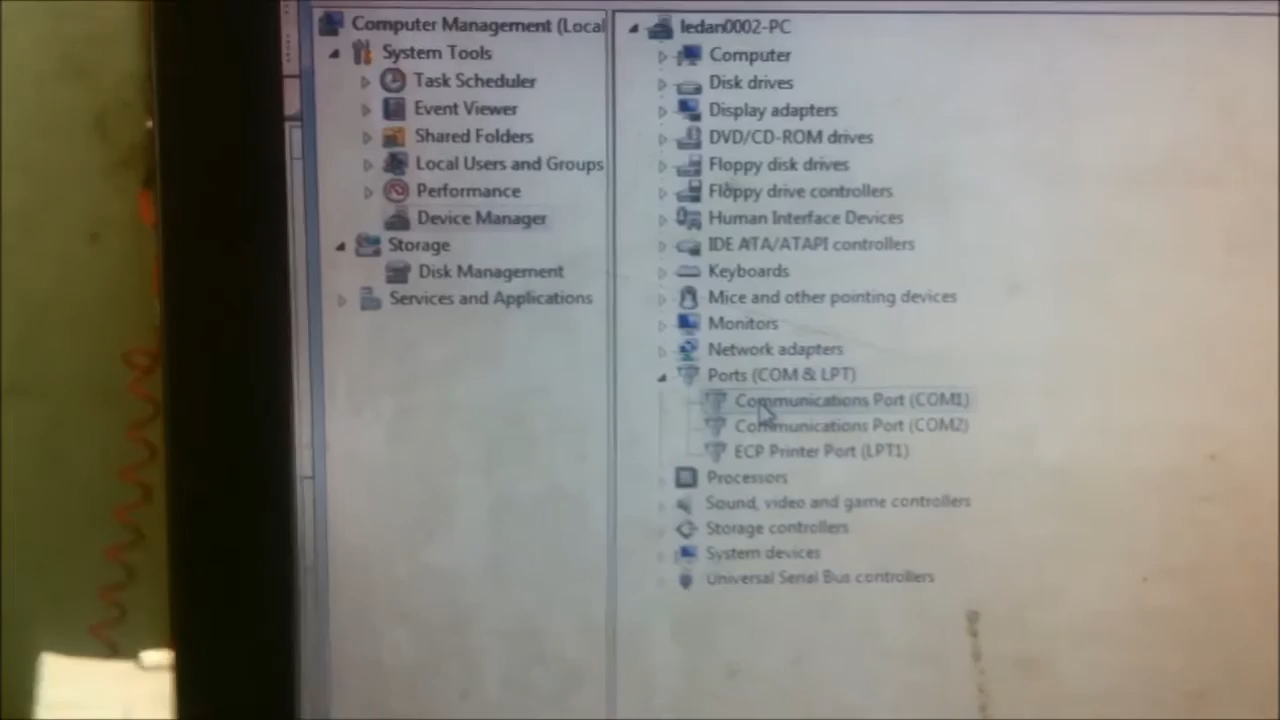 Computer Management (Local
System Tools
Task Scheduler
Event Viewer
Shared Folders
Local Users and Groups
Performance
Device Manager
Storage
Disk Management
Services and Applications
ledan0002-PC
Computer
Disk drives
Display adapters
DVD/CD-ROM drives
Floppy disk drives
Floppy drive controllers
Human Interface Devices
IDE ATA/ATAPI controllers
Keyboards
Mice and other pointing devices
Monitors
Network adapters
Ports (COM & LPT)
Communications Port (COM1)
Communications Port (COM2)
ECP Printer Port (LPT1)
Processors
Sound, video and game controllers
Storage controllers
System devices
Universal Serial Bus controllers